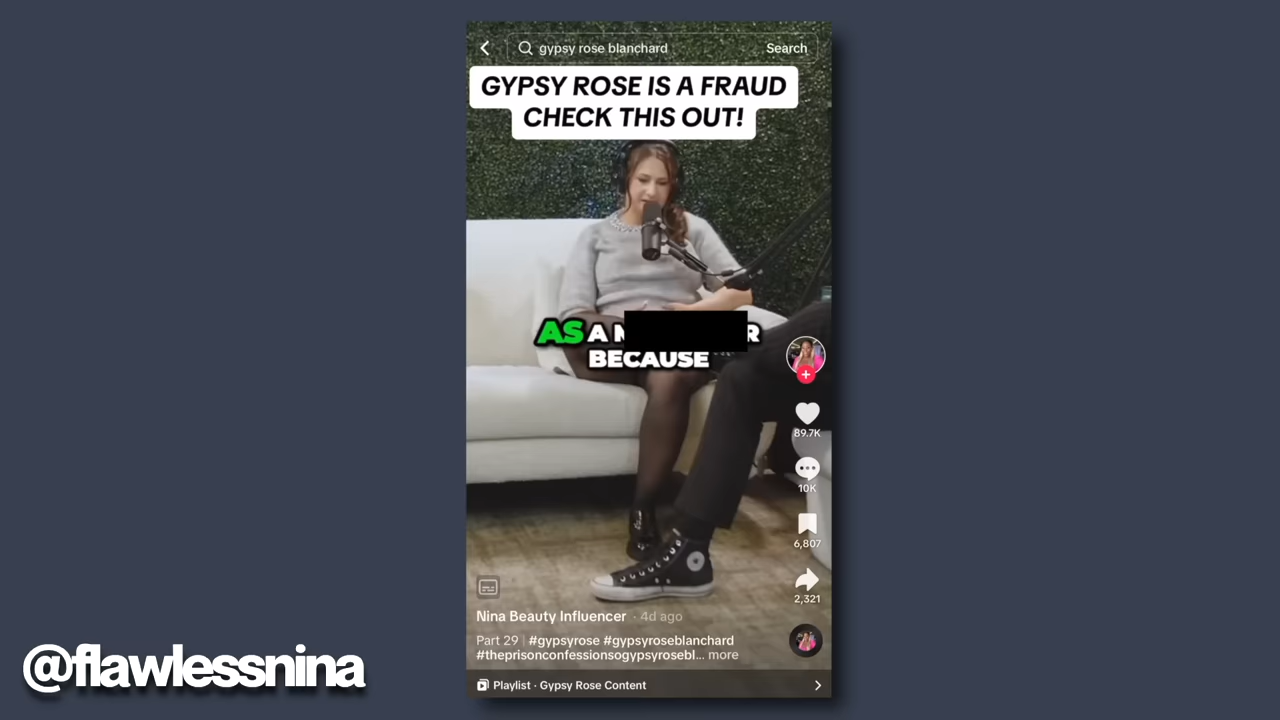 gypsy rose blanchard Search
GYPSY ROSE IS A FRAUD
CHECK THIS OUT!
AS A
BECAUSE
89.7K
10K
6,807
2,321
Nina Beauty Influencer · 4d ago
Part 29 | #gypsyrose #gypsyroseblanchard
#theprisonconfessionsogypsyrosebl... more
Playlist · Gypsy Rose Content
@flawlessnina